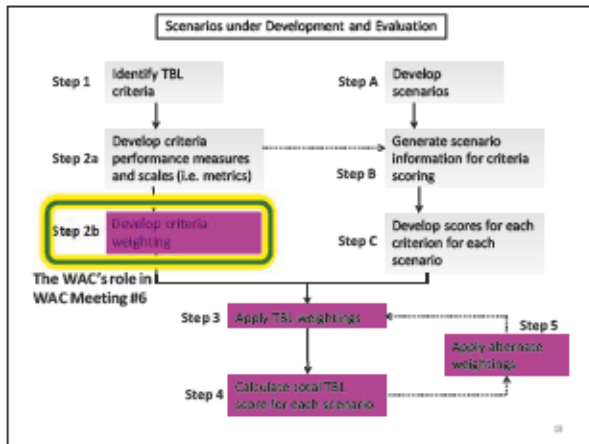 Scenarios under Development and Evaluation
Step 1
Identify TBL
criteria
Step A
Develop
scenarios
Step 2a
Develop criteria
performance measures
and scales (i.e. metrics)
Step B
Generate scenario
information for criteria
scoring
Step 2b
Develop criteria
weighting
Step C
Develop scores for each
criterion for each
scenario
The WAC's role in
WAC Meeting #6
Step 3
Apply TBL weightings
Step 5
Apply alternate
weightings
Step 4
Calculate total TBL
score for each scenario